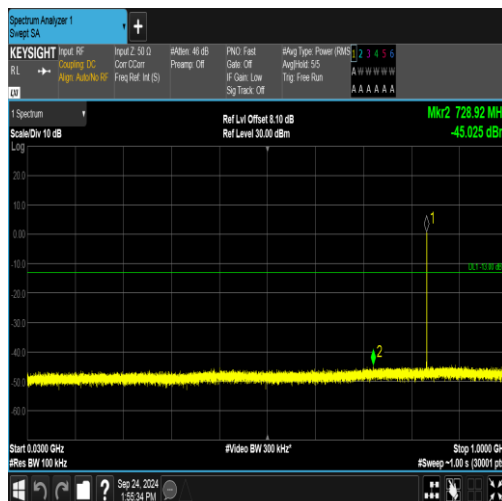 Spectrum Analyzer 1
Swept SA
+
KEYSIGHT
RL
Input: RF
Coupling: DC
Align: Auto/No RF
Input Z: 50 Ω
Corr CCorr
Freq Ref: Int (S)
#Atten: 46 dB
Preamp: Off
PNO: Fast
Gate: Off
IF Gain: Low
Sig Track: Off
#Avg Type: Power (RMS
Avg|Hold: 5/5
Trig: Free Run
1 2 3 4 5 6
A W W W W W
A A A A A A
1 Spectrum
Scale/Div 10 dB
Ref Lvl Offset 8.10 dB
Ref Level 30.00 dBm
Mkr2 728.92 MH
-45.025 dBr
Log
20.0
10.0
0.00
-10.0
-20.0
-30.0
-40.0
-50.0
-60.0
1
DL1 -13.00 dB
2
Start 0.0300 GHz
#Res BW 100 kHz
#Video BW 300 kHz*
Stop 1.0000 GH
#Sweep ~1.00 s (30001 pt
?
Sep 24, 2024
1:55:34 PM